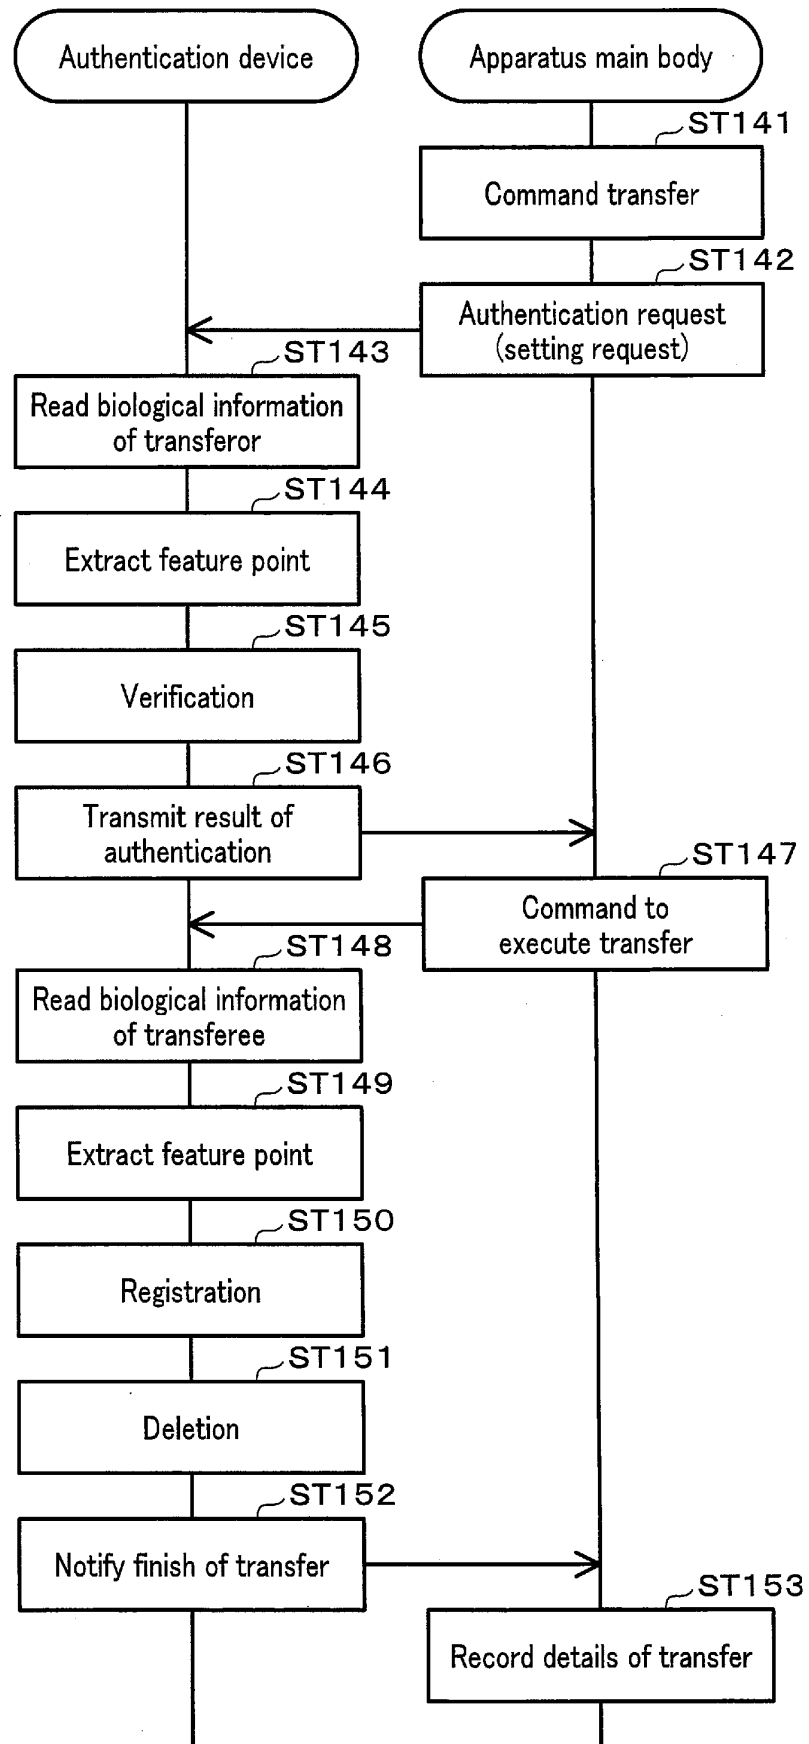 Authentication device
Apparatus main body
ST141
Command transfer
ST142
Authentication request
(setting request)
ST143
Read biological information
of transferor
ST144
Extract feature point
ST145
Verification
ST146
Transmit result of
authentication
ST147
Command to
execute transfer
ST148
Read biological information
of transferee
ST149
Extract feature point
ST150
Registration
ST151
Deletion
ST152
Notify finish of transfer
ST153
Record details of transfer